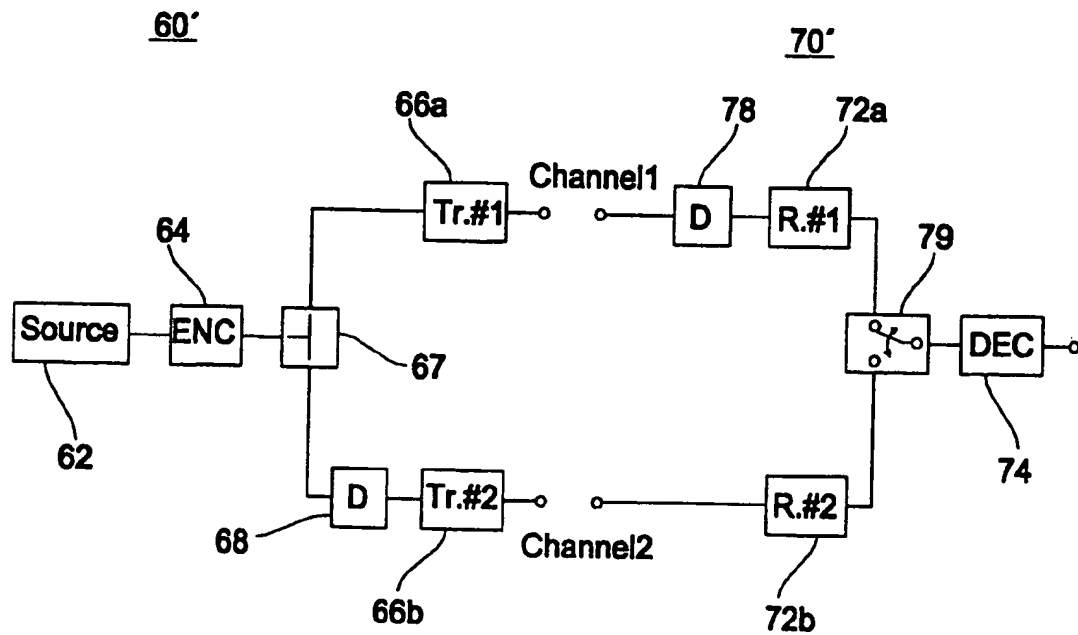 60´
70´
66a
78
72a
Channel1
Tr.#1
D
R.#1
64
79
Source
ENC
DEC
67
62
74
D
Tr.#2
R.#2
68
Channel2
66b
72b